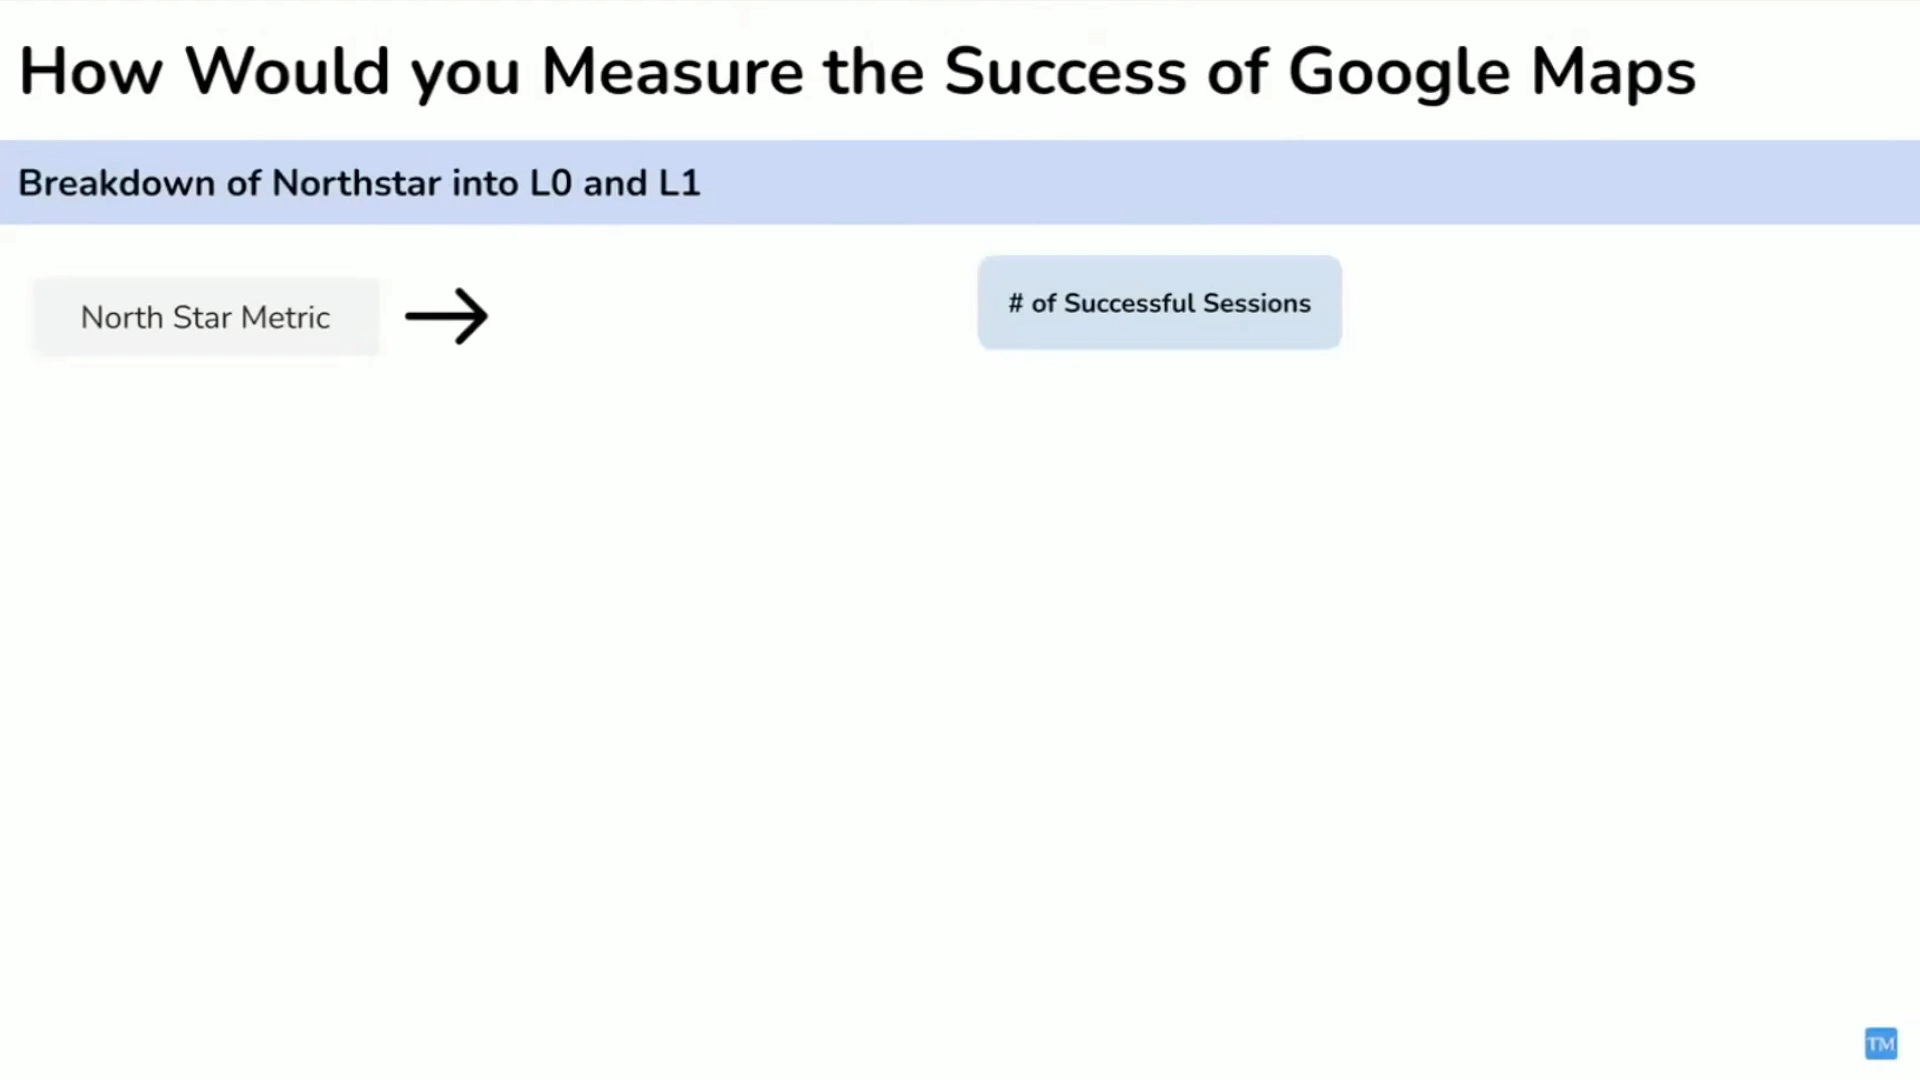 How Would you Measure the Success of Google Maps
Breakdown of Northstar into L0 and L1
North Star Metric
# of Successful Sessions
TM